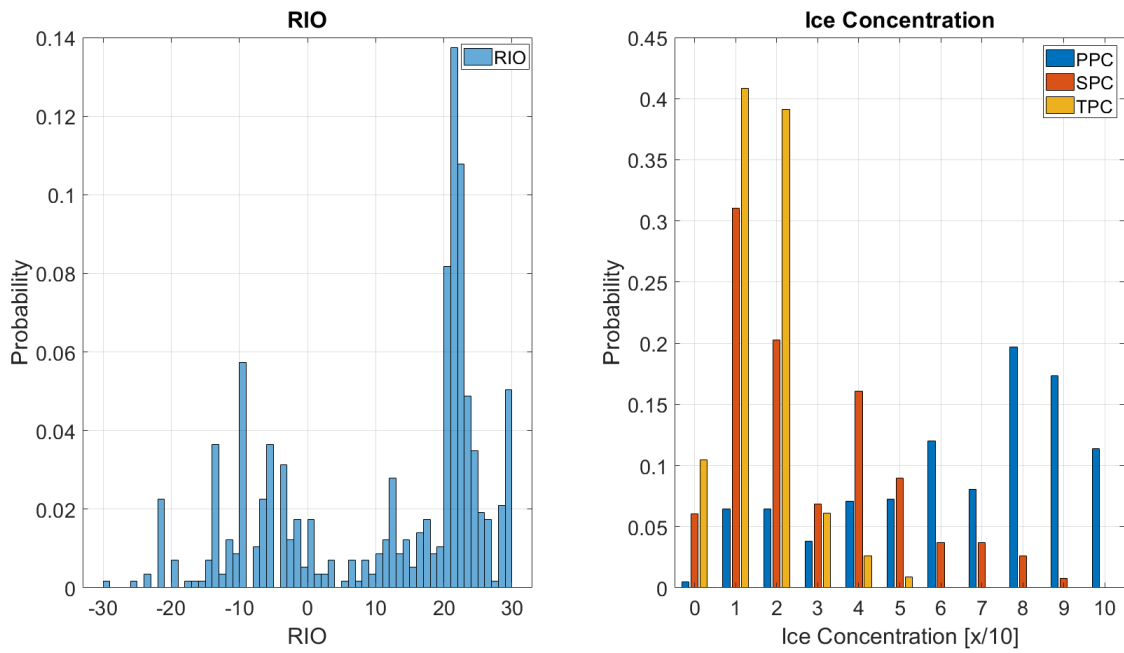 RIO
0.14
0.12
0.1
0.08
0.06
0.04
0.02
0
Probability
-30 -20 -10 0 10 20 30
RIO
RIO
Ice Concentration
0.45
0.4
0.35
0.3
0.25
0.2
0.15
0.1
0.05
0
Probability
0 1 2 3 4 5 6 7 8 9 10
Ice Concentration [x/10]
PPC
SPC
TPC